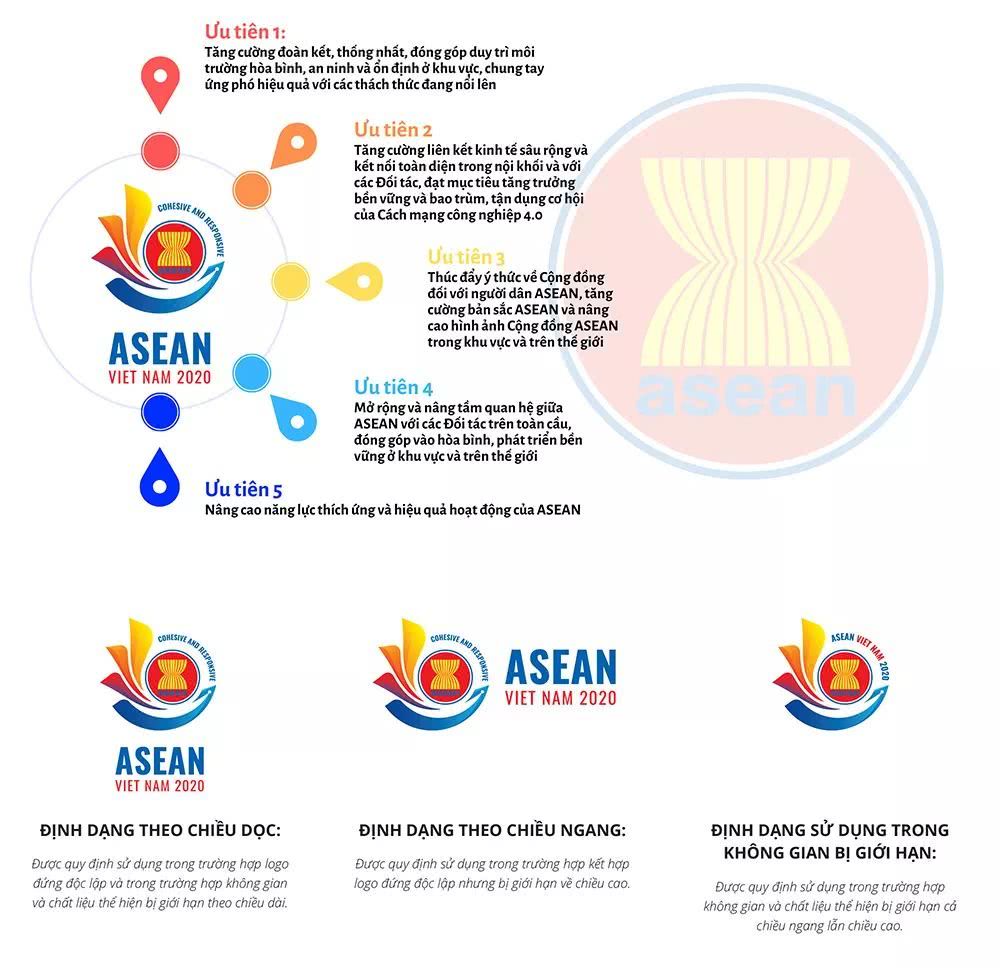 Ưu tiên 1:
Tăng cường đoàn kết, thống nhất, đóng góp duy trì môi
trường hòa bình, an ninh và ổn định ở khu vực, chung tay
ứng phó hiệu quả với các thách thức đang nổi lên
Ưu tiên 2
Tăng cường liên kết kinh tế sâu rộng và
kết nối toàn diện trong nội khối và với
các Đối tác, đạt mục tiêu tăng trưởng
bền vững và bao trùm, tận dụng cơ hội
của Cách mạng công nghiệp 4.0
COHESIVE AND RESPONSIVE
asean
ASEAN
VIET NAM 2020
Ưu tiên 3
Thúc đẩy ý thức về Cộng đồng
đối với người dân ASEAN, tăng
cường bản sắc ASEAN và nâng
cao hình ảnh Cộng đồng ASEAN
trong khu vực và trên thế giới
asean
Ưu tiên 4
Mở rộng và nâng tầm quan hệ giữa
ASEAN với các Đối tác trên toàn cầu,
đóng góp vào hòa bình, phát triển bền
vững ở khu vực và trên thế giới
Ưu tiên 5
Nâng cao năng lực thích ứng và hiệu quả hoạt động của ASEAN
COHESIVE AND RESPONSIVE
asean
ASEAN
VIET NAM 2020
COHESIVE AND RESPONSIVE
asean
ASEAN
VIET NAM 2020
ASEAN VIET NAM 2020
asean
ĐỊNH DẠNG THEO CHIỀU DỌC:
Được quy định sử dụng trong trường hợp logo
đứng độc lập và trong trường hợp không gian
và chất liệu thể hiện bị giới hạn theo chiều dài.
ĐỊNH DẠNG THEO CHIỀU NGANG:
Được quy định sử dụng trong trường hợp kết hợp
logo đứng độc lập nhưng bị giới hạn về chiều cao.
ĐỊNH DẠNG SỬ DỤNG TRONG
KHÔNG GIAN BỊ GIỚI HẠN:
Được quy định sử dụng trong trường hợp
không gian và chất liệu thể hiện bị giới hạn cả
chiều ngang lẫn chiều cao.